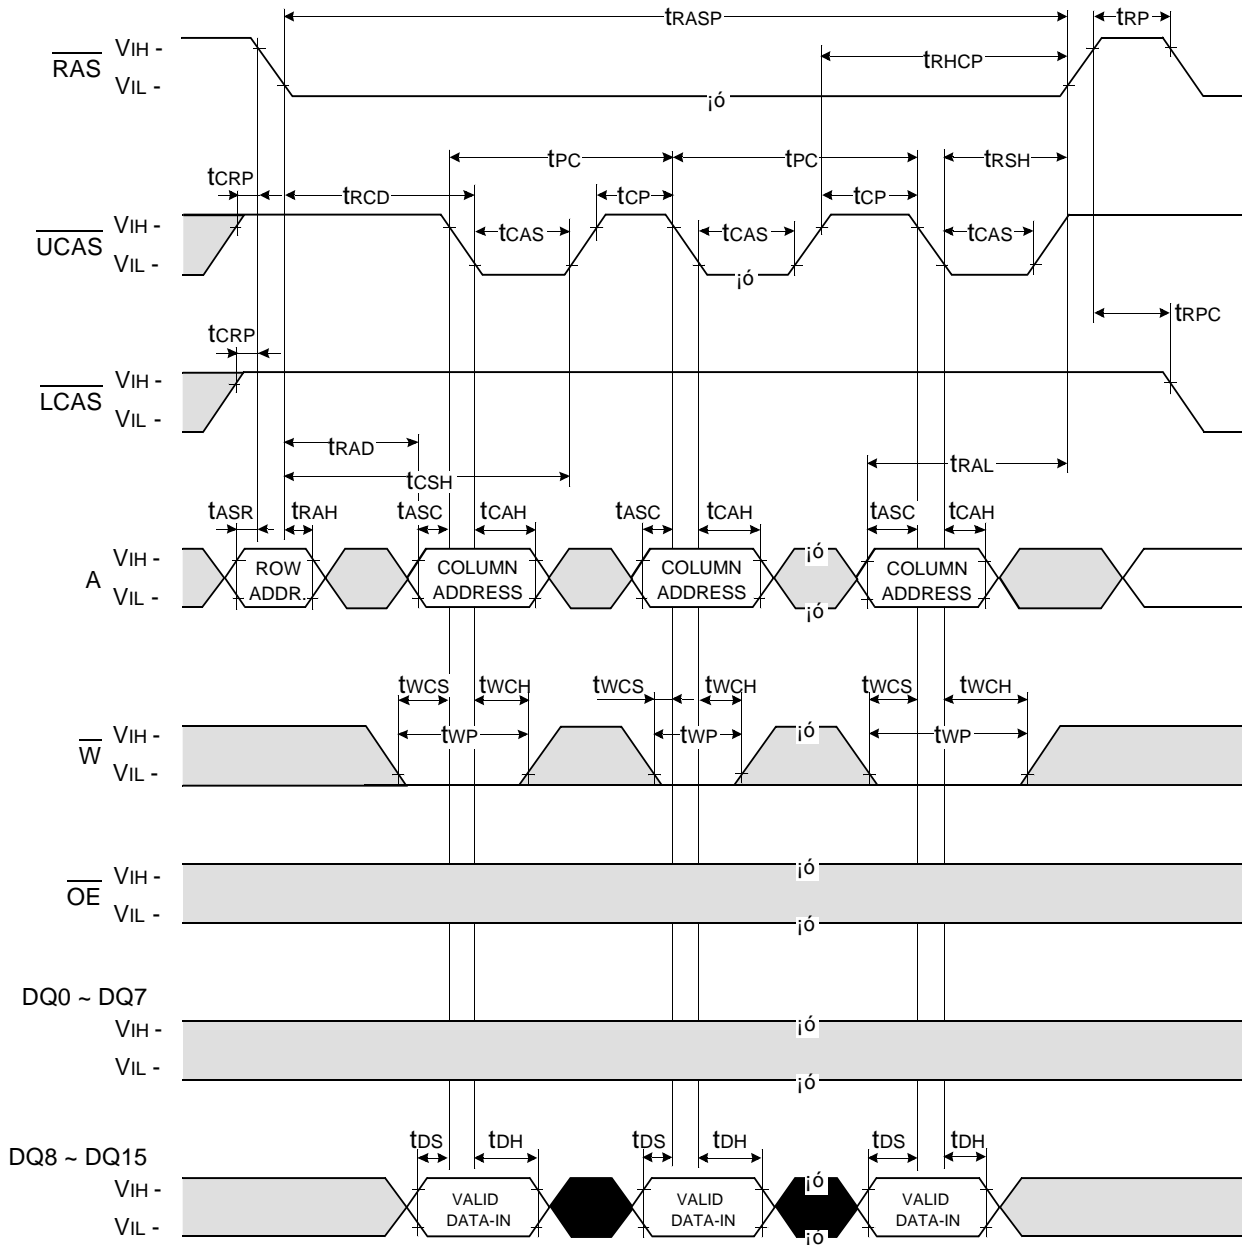 tRASP
tRP
RAS
VIH -
tRHCP
VIL -
¡ó
tPC
tPC
tRSH
tCRP
tRCD
tCP
tCP
UCAS
VIH -
tCAS
tCAS
tCAS
VIL -
¡ó
tRPC
tCRP
LCAS
VIH -
VIL -
tRAD
tRAL
tCSH
tASR
tRAH
tASC
tCAH
tASC
tCAH
tASC
tCAH
A
VIH -
¡ó
VIL -
ROW
ADDR.
COLUMN
ADDRESS
COLUMN
ADDRESS
COLUMN
ADDRESS
¡ó
tWCS
tWCH
tWCS
tWCH
tWCS
tWCH
W
VIH -
tWP
tWP
¡ó
tWP
VIL -
OE
VIH -
¡ó
VIL -
¡ó
DQ0 ~ DQ7
VIH -
¡ó
VIL -
¡ó
tDS
tDH
tDS
tDH
tDS
tDH
DQ8 ~ DQ15
VIH -
¡ó
VIL -
VALID
DATA-IN
VALID
DATA-IN
VALID
DATA-IN
¡ó